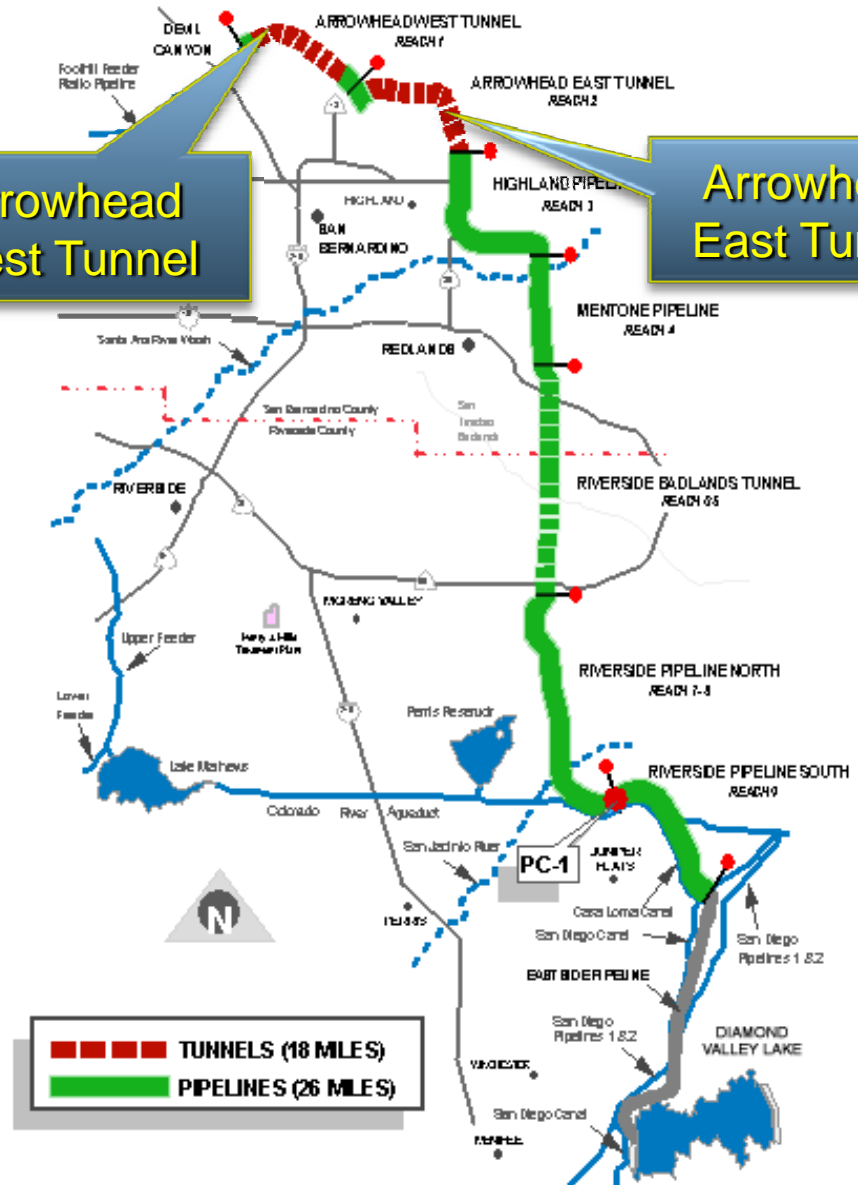 ARROWHEAD WEST TUNNEL
REACH 1
DEVIL
CANYON
Foothill Feeder
Rialto Pipeline
ARROWHEAD EAST TUNNEL
REACH 2
rowhead
est Tunnel
Arrowhe
East Tur
HIGHLAND PIPEL
REACH 3
HIGHLAND
SAN
BERNARDINO
MENTONE PIPELINE
REACH 4
Santa Ana River Wash
REDLANDS
San Bernardino County
Riverside County
San
Timoteo
Badlands
RIVERSIDE
RIVERSIDE BADLANDS TUNNEL
REACH
MORENO VALLEY
Upper Feeder
RIVERSIDE PIPELINE NORTH
REACH 7-8
Lower
Feeder
Perris Reservoir
Lake Mathews
RIVERSIDE PIPELINE SOUTH
REACH 9
Colorado River Aqueduct
San Jacinto River
PC-1
JUNIPER
FLATS
N
PERRIS
Casa Loma Canal
San Diego Canal
San Diego
Pipelines 1 & 2
EASTSIDE PIPELINE
San Diego
Pipelines 1 & 2
DIAMOND
VALLEY LAKE
TUNNELS (18 MILES)
PIPELINES (26 MILES)
WINCHESTER
San Diego Canal
MENIFEE